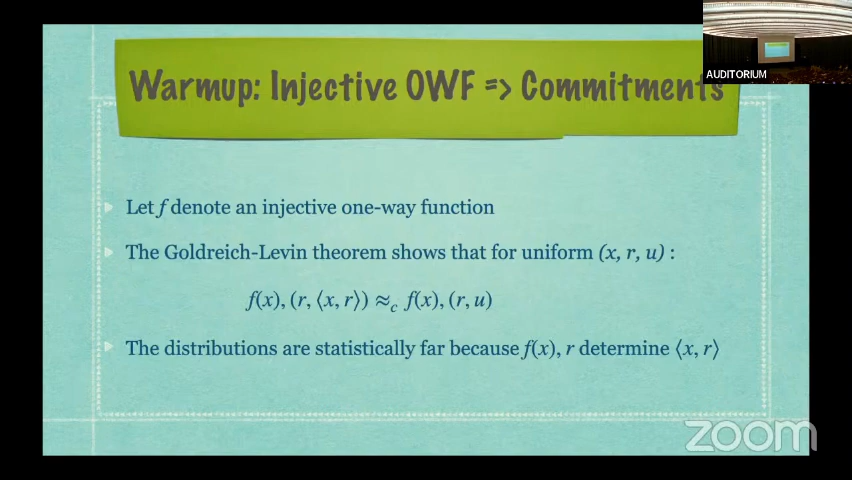 Warmup: Injective OWF => Commitments
AUDITORIUM
Let f denote an injective one-way function
The Goldreich-Levin theorem shows that for uniform (x, r, u) :
f(x), (r, ⟨x, r⟩) ≈c f(x), (r, u)
The distributions are statistically far because f(x), r determine ⟨x, r⟩
zoom